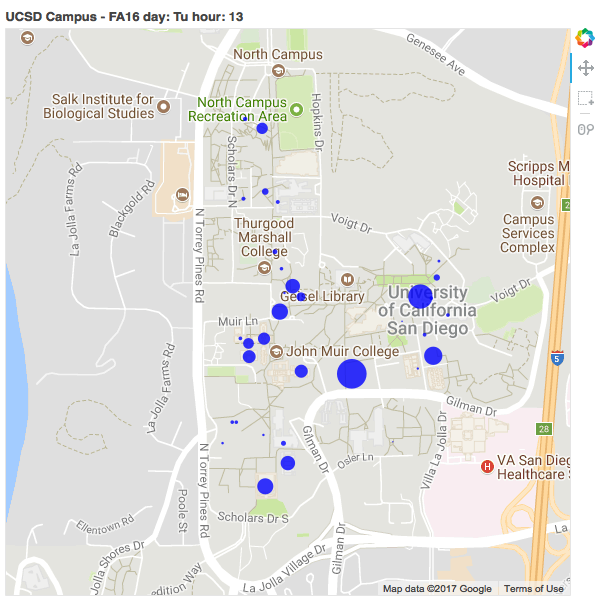 UCSD Campus - FA16 day: Tu hour: 13
Genesee Ave
North Campus
Salk Institute for
Biological Studies
North Campus
Recreation Area
Hopkins Dr
Scholars Dr N
Scripps M
Hospital
La Jolla Farms Rd
Blackgold Rd
2
Campus
Services
Complex
N Torrey Pines Rd
Voigt Dr
Thurgood
Marshall
College
Geisel Library
University
of California
San Diego
Voigt Dr
Muir Ln
John Muir College
5
La Jolla Farms Rd
Gilman Dr
28
Gilman Dr
Villa La Jolla Dr
N Torrey Pines Rd
Osler Ln
H
VA San Dieg
Healthcare S
Poole St
Ellentown Rd
Scholars Dr S
Gilman Dr
La
La Jolla Shores Dr
La Jolla Village Dr
edition Way
Map data ©2017 Google
Terms of Use